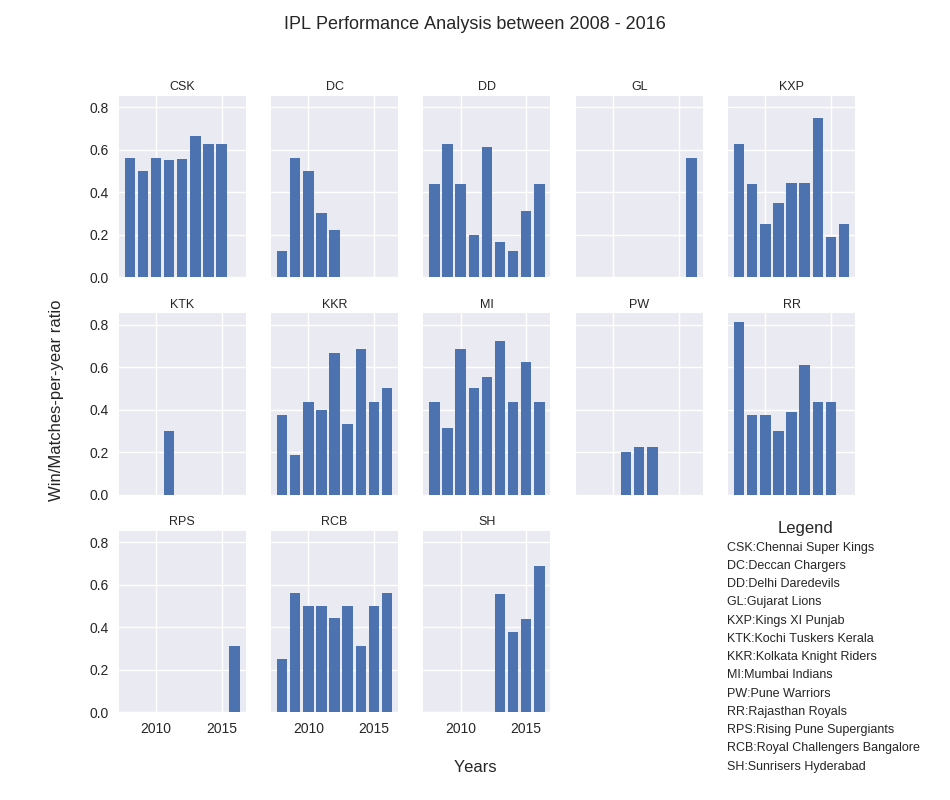 IPL Performance Analysis between 2008 - 2016
CSK DC DD GL KXP
0.8
0.6
0.4
0.2
0.0
KTK KKR MI PW RR
0.8
0.6
0.4
0.2
0.0
Win/Matches-per-year ratio
RPS RCB SH
0.8
0.6
0.4
0.2
0.0
2010 2015 2010 2015 2010 2015
Years
Legend
CSK:Chennai Super Kings
DC:Deccan Chargers
DD:Delhi Daredevils
GL:Gujarat Lions
KXP:Kings XI Punjab
KTK:Kochi Tuskers Kerala
KKR:Kolkata Knight Riders
MI:Mumbai Indians
PW:Pune Warriors
RR:Rajasthan Royals
RPS:Rising Pune Supergiants
RCB:Royal Challengers Bangalore
SH:Sunrisers Hyderabad